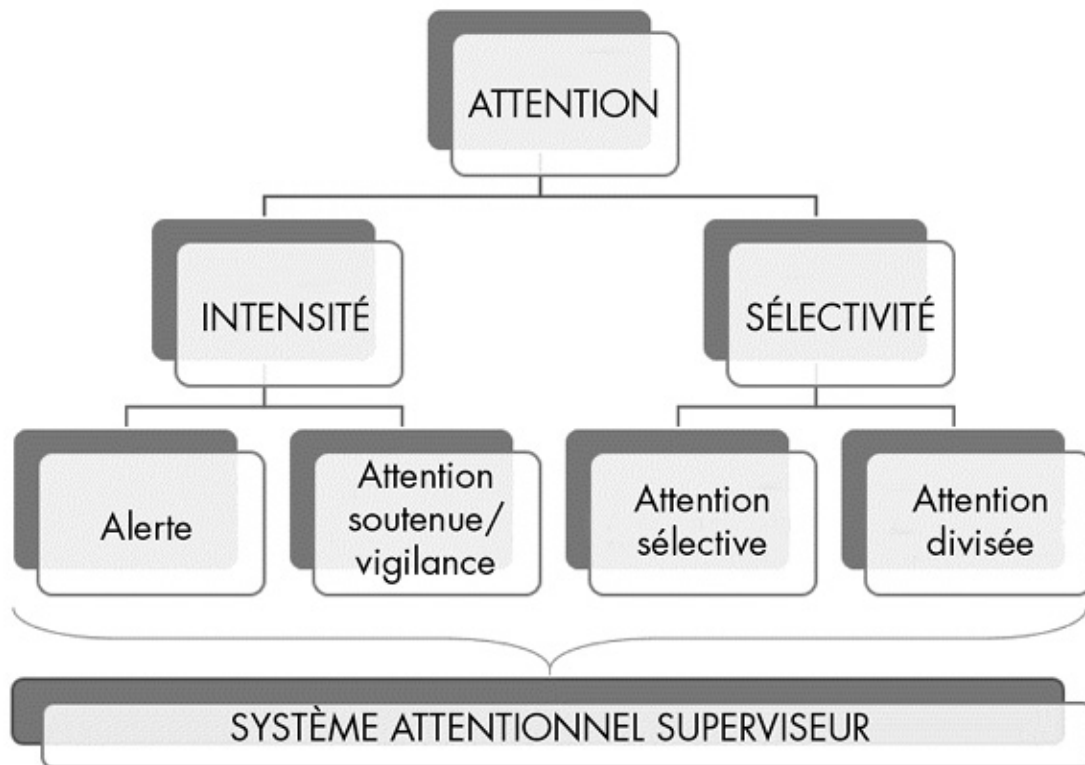 ATTENTION
INTENSITÉ
SÉLECTIVITÉ
Alerte
Attention
soutenue/
vigilance
Attention
sélective
Attention
divisée
SYSTÈME ATTENTIONNEL SUPERVISEUR